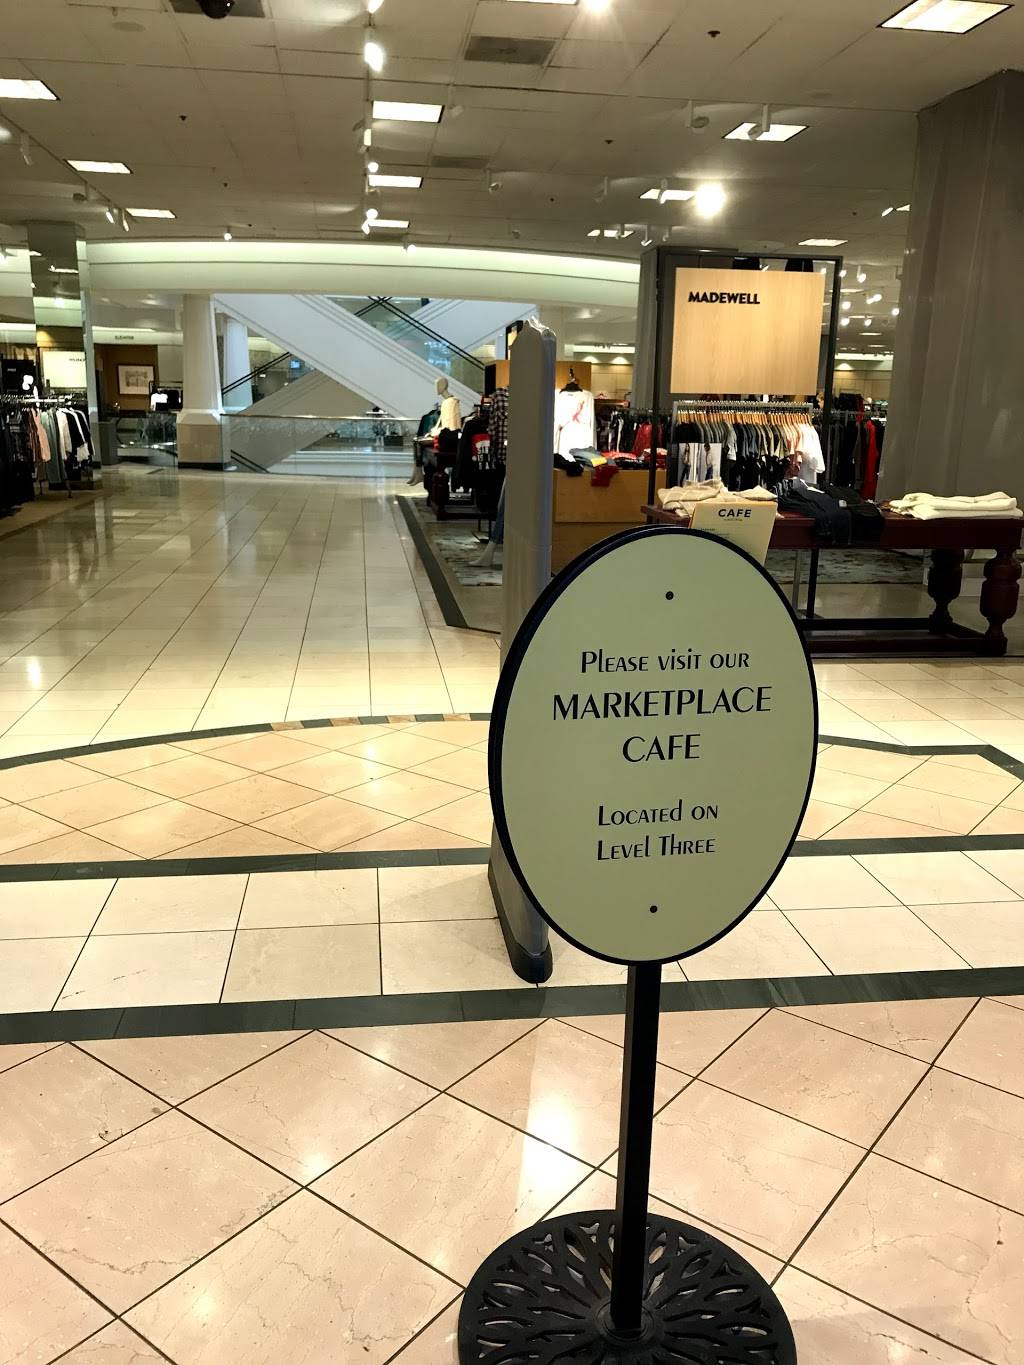 MADEWELL
CAFE
Please visit our
MARKETPLACE
CAFE
Located on
Level Three